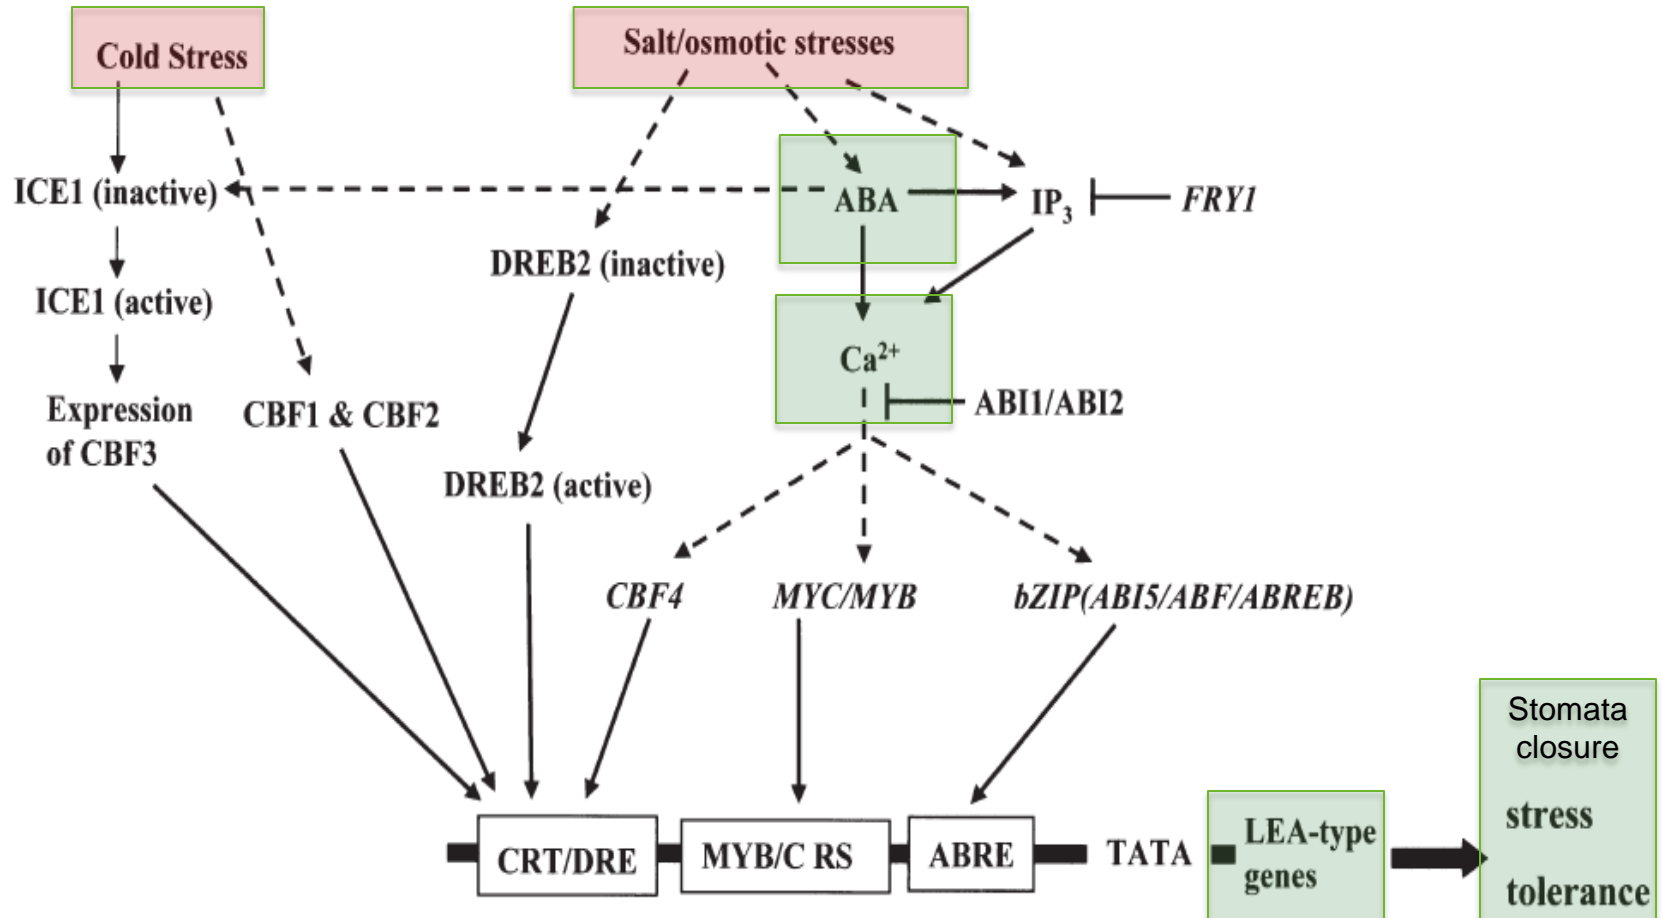 Cold Stress
Salt/osmotic stresses
ICE1 (inactive)
ABA
IP3
FRY1
DREB2 (inactive)
ICE1 (active)
Ca2+
Expression
of CBF3
CBF1 & CBF2
ABI1/ABI2
DREB2 (active)
CBF4
MYC/MYB
bZIP(ABI5/ABF/ABREB)
CRT/DRE
MYB/C RS
ABRE
TATA
LEA-type
genes
Stomata
closure
stress
tolerance